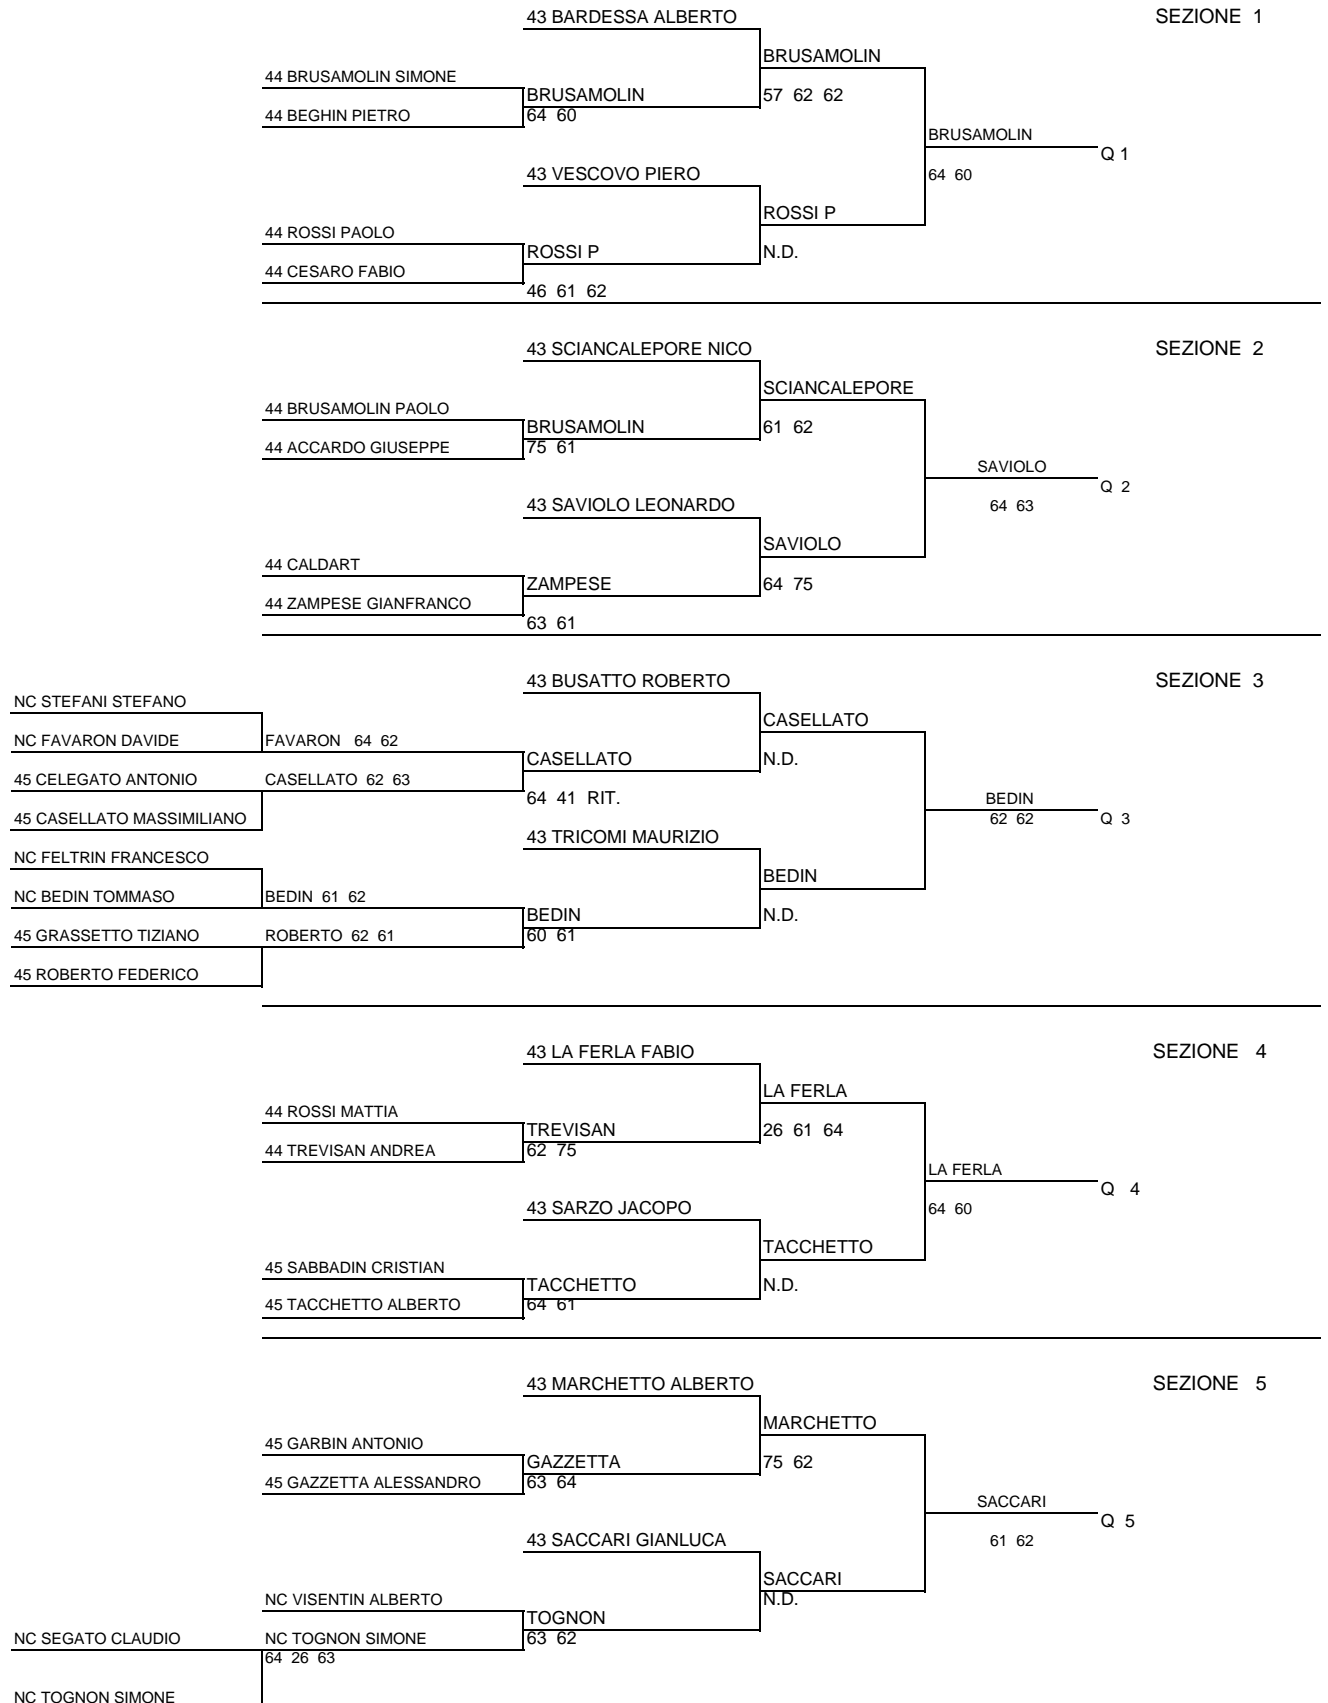 43 BARDESSA ALBERTO SEZIONE 1
BRUSAMOLIN
44 BRUSAMOLIN SIMONE
BRUSAMOLIN 57 62 62
44 BEGHIN PIETRO 64 60
BRUSAMOLIN
Q 1
43 VESCOVO PIERO 64 60
ROSSI P
44 ROSSI PAOLO
ROSSI P N.D.
44 CESARO FABIO
46 61 62
43 SCIANCALEPORE NICO SEZIONE 2
SCIANCALEPORE
44 BRUSAMOLIN PAOLO
BRUSAMOLIN 61 62
44 ACCARDO GIUSEPPE 75 61
SAVIOLO
Q 2
43 SAVIOLO LEONARDO 64 63
SAVIOLO
44 CALDART
ZAMPESE 64 75
44 ZAMPESE GIANFRANCO
63 61
43 BUSATTO ROBERTO SEZIONE 3
NC STEFANI STEFANO
CASELLATO
NC FAVARON DAVIDE FAVARON 64 62
CASELLATO N.D.
45 CELEGATO ANTONIO CASELLATO 62 63
64 41 RIT. BEDIN
45 CASELLATO MASSIMILIANO 62 62 Q 3
43 TRICOMI MAURIZIO
NC FELTRIN FRANCESCO
BEDIN
NC BEDIN TOMMASO BEDIN 61 62
BEDIN N.D.
45 GRASSETTO TIZIANO ROBERTO 62 61 60 61
45 ROBERTO FEDERICO
43 LA FERLA FABIO SEZIONE 4
LA FERLA
44 ROSSI MATTIA
TREVISAN 26 61 64
44 TREVISAN ANDREA 62 75
LA FERLA
Q 4
43 SARZO JACOPO 64 60
TACCHETTO
45 SABBADIN CRISTIAN
TACCHETTO N.D.
45 TACCHETTO ALBERTO 64 61
43 MARCHETTO ALBERTO SEZIONE 5
MARCHETTO
45 GARBIN ANTONIO
GAZZETTA 75 62
45 GAZZETTA ALESSANDRO 63 64
SACCARI
Q 5
43 SACCARI GIANLUCA 61 62
SACCARI
NC VISENTIN ALBERTO N.D.
TOGNON
NC SEGATO CLAUDIO NC TOGNON SIMONE 63 62
64 26 63
NC TOGNON SIMONE